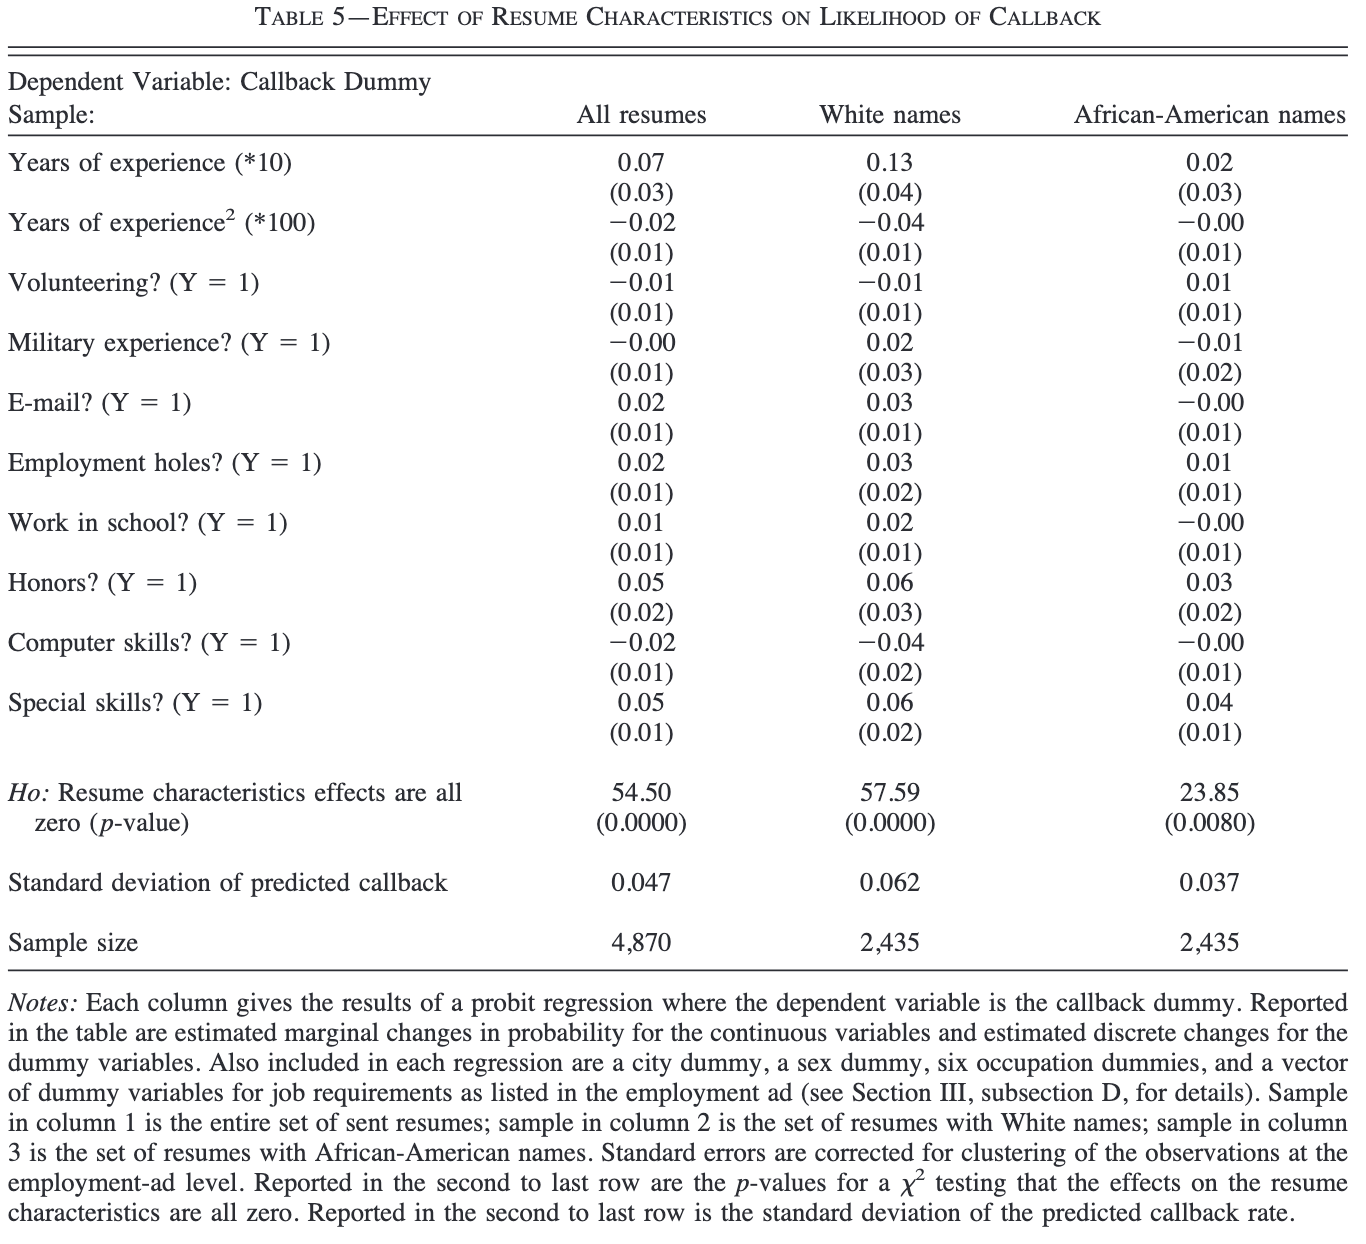 TABLE 5—EFFECT OF RESUME CHARACTERISTICS ON LIKELIHOOD OF CALLBACK
Dependent Variable: Callback Dummy
Sample: All resumes White names African-American names
Years of experience (*10) 0.07 0.13 0.02
(0.03) (0.04) (0.03)
Years of experience² (*100) −0.02 −0.04 −0.00
(0.01) (0.01) (0.01)
Volunteering? (Y = 1) −0.01 −0.01 0.01
(0.01) (0.01) (0.01)
Military experience? (Y = 1) −0.00 0.02 −0.01
(0.01) (0.03) (0.02)
E-mail? (Y = 1) 0.02 0.03 −0.00
(0.01) (0.01) (0.01)
Employment holes? (Y = 1) 0.02 0.03 0.01
(0.01) (0.02) (0.01)
Work in school? (Y = 1) 0.01 0.02 −0.00
(0.01) (0.01) (0.01)
Honors? (Y = 1) 0.05 0.06 0.03
(0.02) (0.03) (0.02)
Computer skills? (Y = 1) −0.02 −0.04 −0.00
(0.01) (0.02) (0.01)
Special skills? (Y = 1) 0.05 0.06 0.04
(0.01) (0.02) (0.01)
Ho: Resume characteristics effects are all 54.50 57.59 23.85
zero (p-value) (0.0000) (0.0000) (0.0080)
Standard deviation of predicted callback 0.047 0.062 0.037
Sample size 4,870 2,435 2,435
Notes: Each column gives the results of a probit regression where the dependent variable is the callback dummy. Reported
in the table are estimated marginal changes in probability for the continuous variables and estimated discrete changes for the
dummy variables. Also included in each regression are a city dummy, a sex dummy, six occupation dummies, and a vector
of dummy variables for job requirements as listed in the employment ad (see Section III, subsection D, for details). Sample
in column 1 is the entire set of sent resumes; sample in column 2 is the set of resumes with White names; sample in column
3 is the set of resumes with African-American names. Standard errors are corrected for clustering of the observations at the
employment-ad level. Reported in the second to last row are the p-values for a χ² testing that the effects on the resume
characteristics are all zero. Reported in the second to last row is the standard deviation of the predicted callback rate.